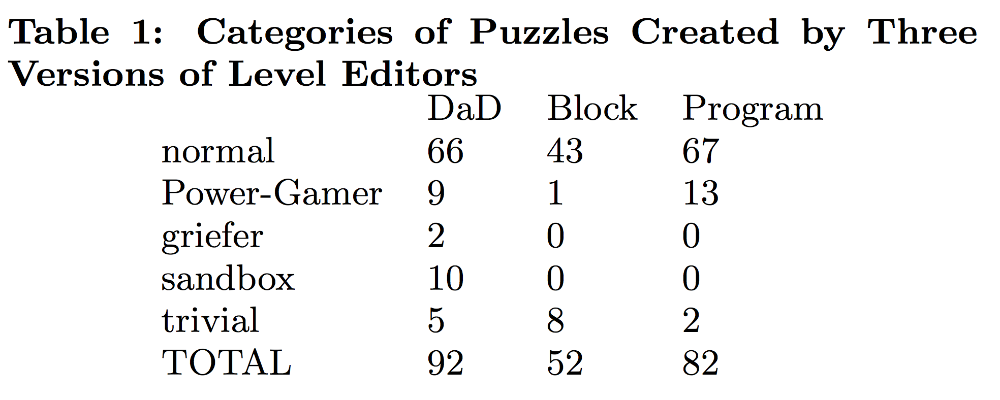 Table 1: Categories of Puzzles Created by Three
Versions of Level Editors
DaD Block Program
normal 66 43 67
Power-Gamer 9 1 13
griefer 2 0 0
sandbox 10 0 0
trivial 5 8 2
TOTAL 92 52 82